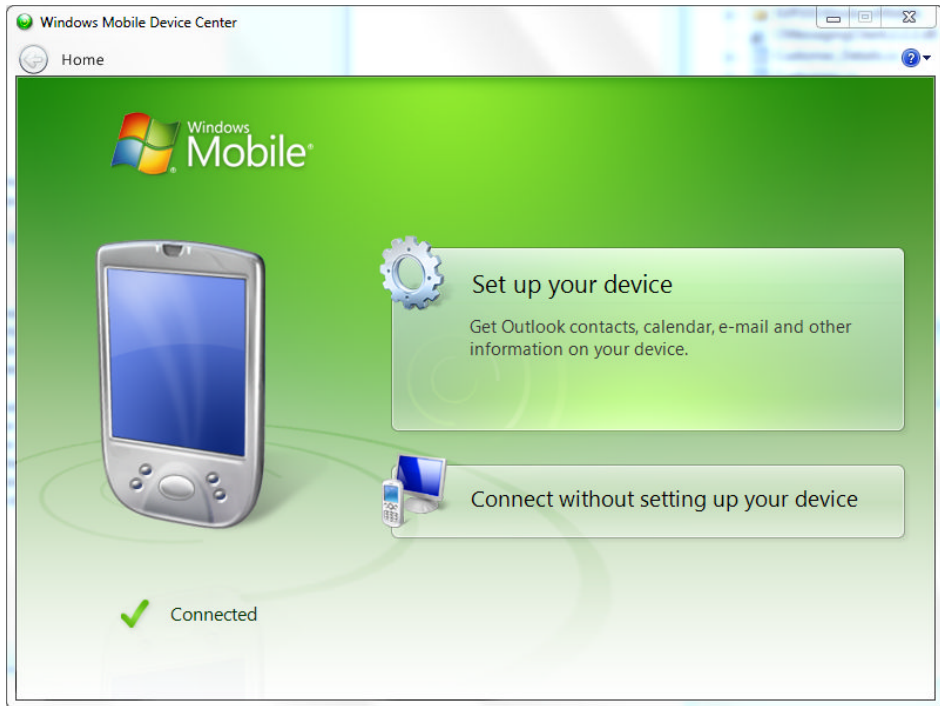 Windows Mobile Device Center
Home
Windows
Mobile
Set up your device
Get Outlook contacts, calendar, e-mail and other
information on your device.
Connect without setting up your device
Connected